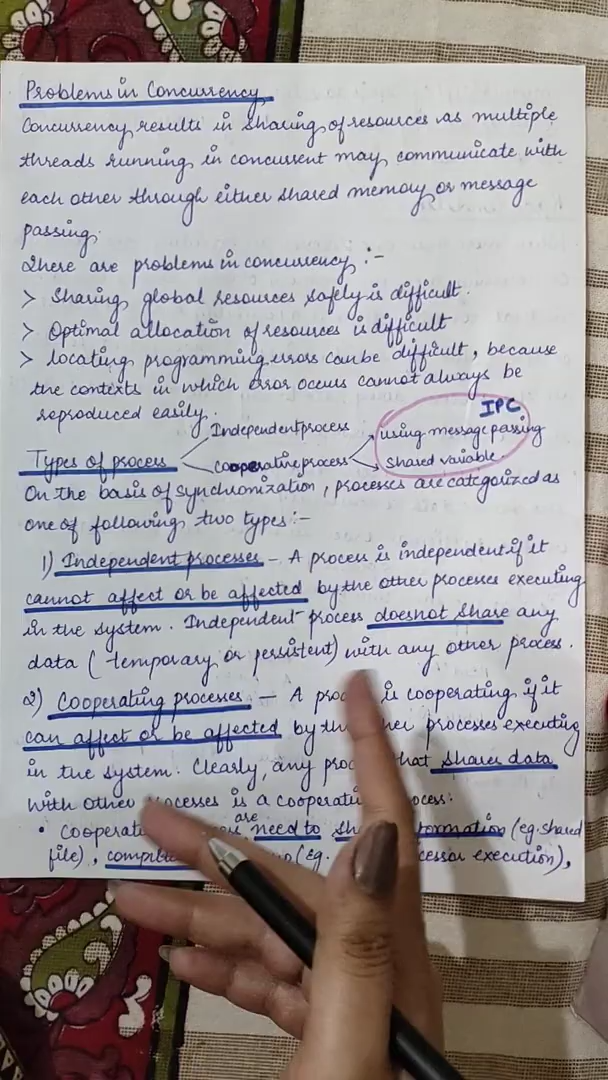 Problems in Concurrency
Concurrency results in sharing of resources as multiple
threads running in concurrent may communicate with
each other through either shared memory or message
passing.
There are problems in concurrency :-
> Sharing global resources safely is difficult.
> Optimal allocation of resources is difficult
> locating programming errors can be difficult, because
the contexts in which error occurs cannot always be
reproduced easily.
IPC
Independent process
using message passing
Types of process
cooperative process
shared variable
On the basis of synchronization, processes are categorized as
one of following two types :-
1) Independent processes - A process is independent if it
cannot affect or be affected by the other processes executing
in the system. Independent process doesnot share any
data (temporary or persistent) with any other process.
2) Cooperating processes - A is cooperating if it
can affect or be affected by processes executing
in the system. Clearly, any that shares data
with other processes is a
are
• need to (eg. shared
file), (eg. execution),